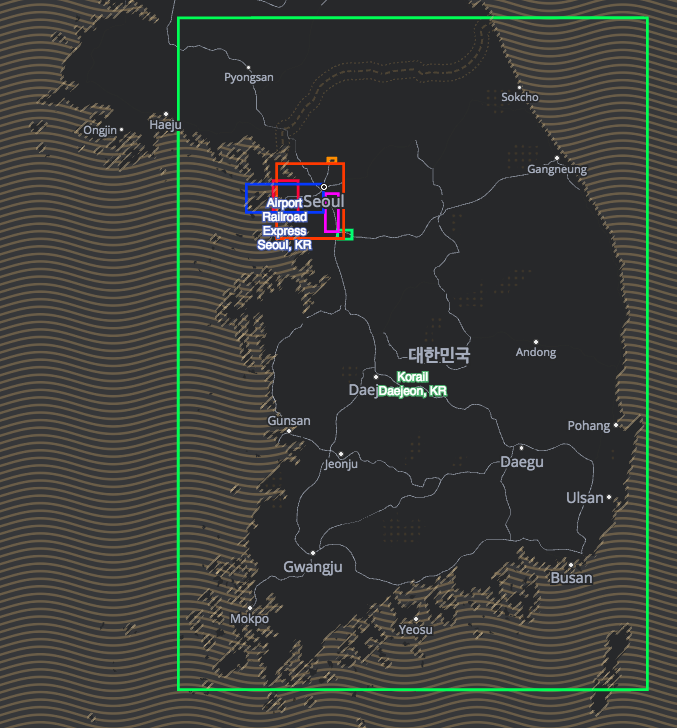 Pyongsan
Sokcho
Haeju
Ongjin
Gangneung
Seoul
Airport
Railroad
Express
Seoul, KR
대한민국
Andong
Korail
Daejeon, KR
Gunsan
Pohang
Jeonju
Daegu
Ulsan
Gwangju
Busan
Mokpo
Yeosu